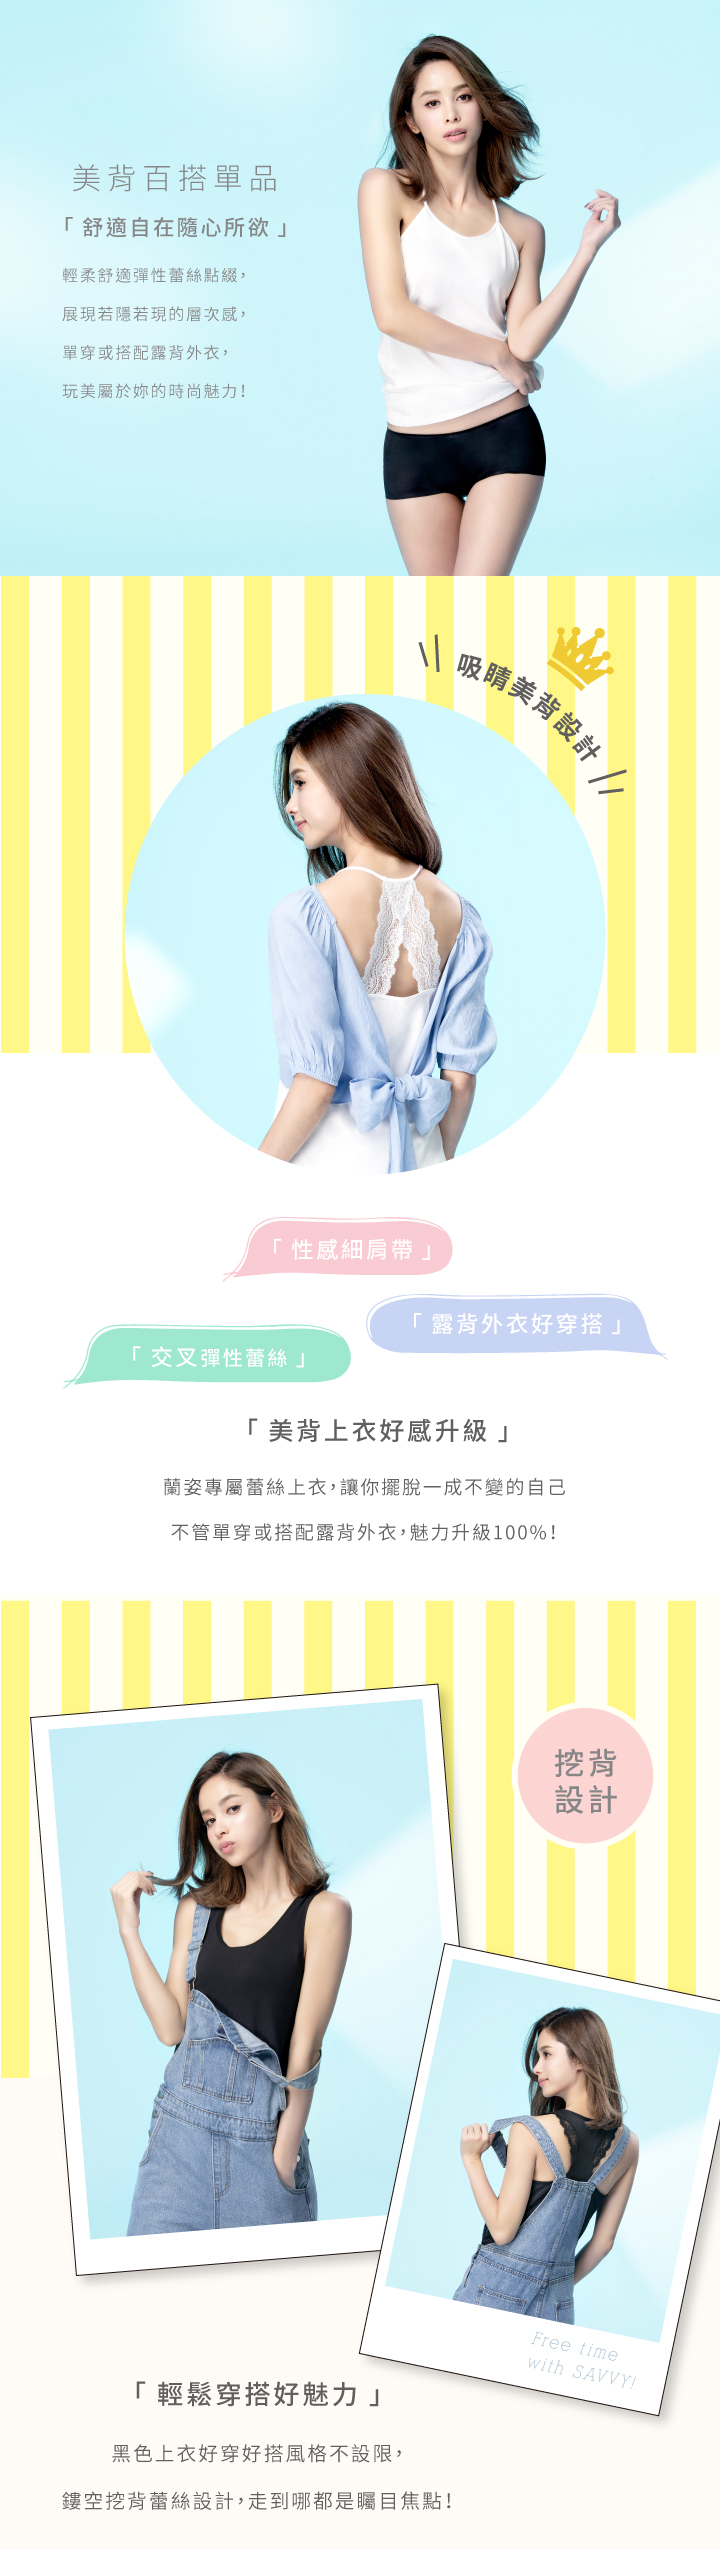 美背百搭單品
「 舒適自在隨心所欲 」
輕柔舒適彈性蕾絲點綴，
展現若隱若現的層次感，
單穿或搭配露背外衣，
玩美屬於妳的時尚魅力！
吸睛美背設計
「 性感細肩帶 」
「 露背外衣好穿搭 」
「 交叉彈性蕾絲 」
「 美背上衣好感升級 」
蘭姿專屬蕾絲上衣，讓你擺脫一成不變的自己
不管單穿或搭配露背外衣，魅力升級100%！
挖背
設計
Free time
with SAVVY!
「 輕鬆穿搭好魅力 」
黑色上衣好穿好搭風格不設限，
鏤空挖背蕾絲設計，走到哪都是矚目焦點！